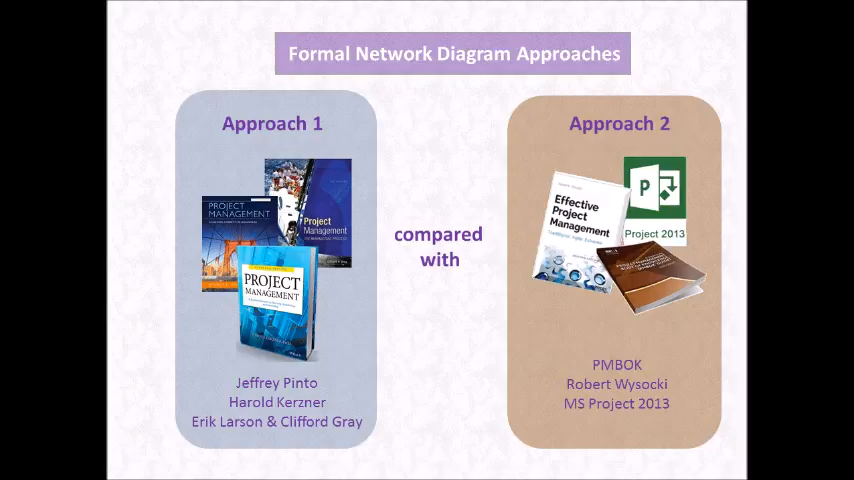 Formal Network Diagram Approaches
Approach 1
PROJECT
MANAGEMENT
Project
Management
PROJECT
MANAGEMENT
Jeffrey Pinto
Harold Kerzner
Erik Larson & Clifford Gray
compared
with
Approach 2
Effective
Project
Management
P
Project 2013
PMBOK
Robert Wysocki
MS Project 2013